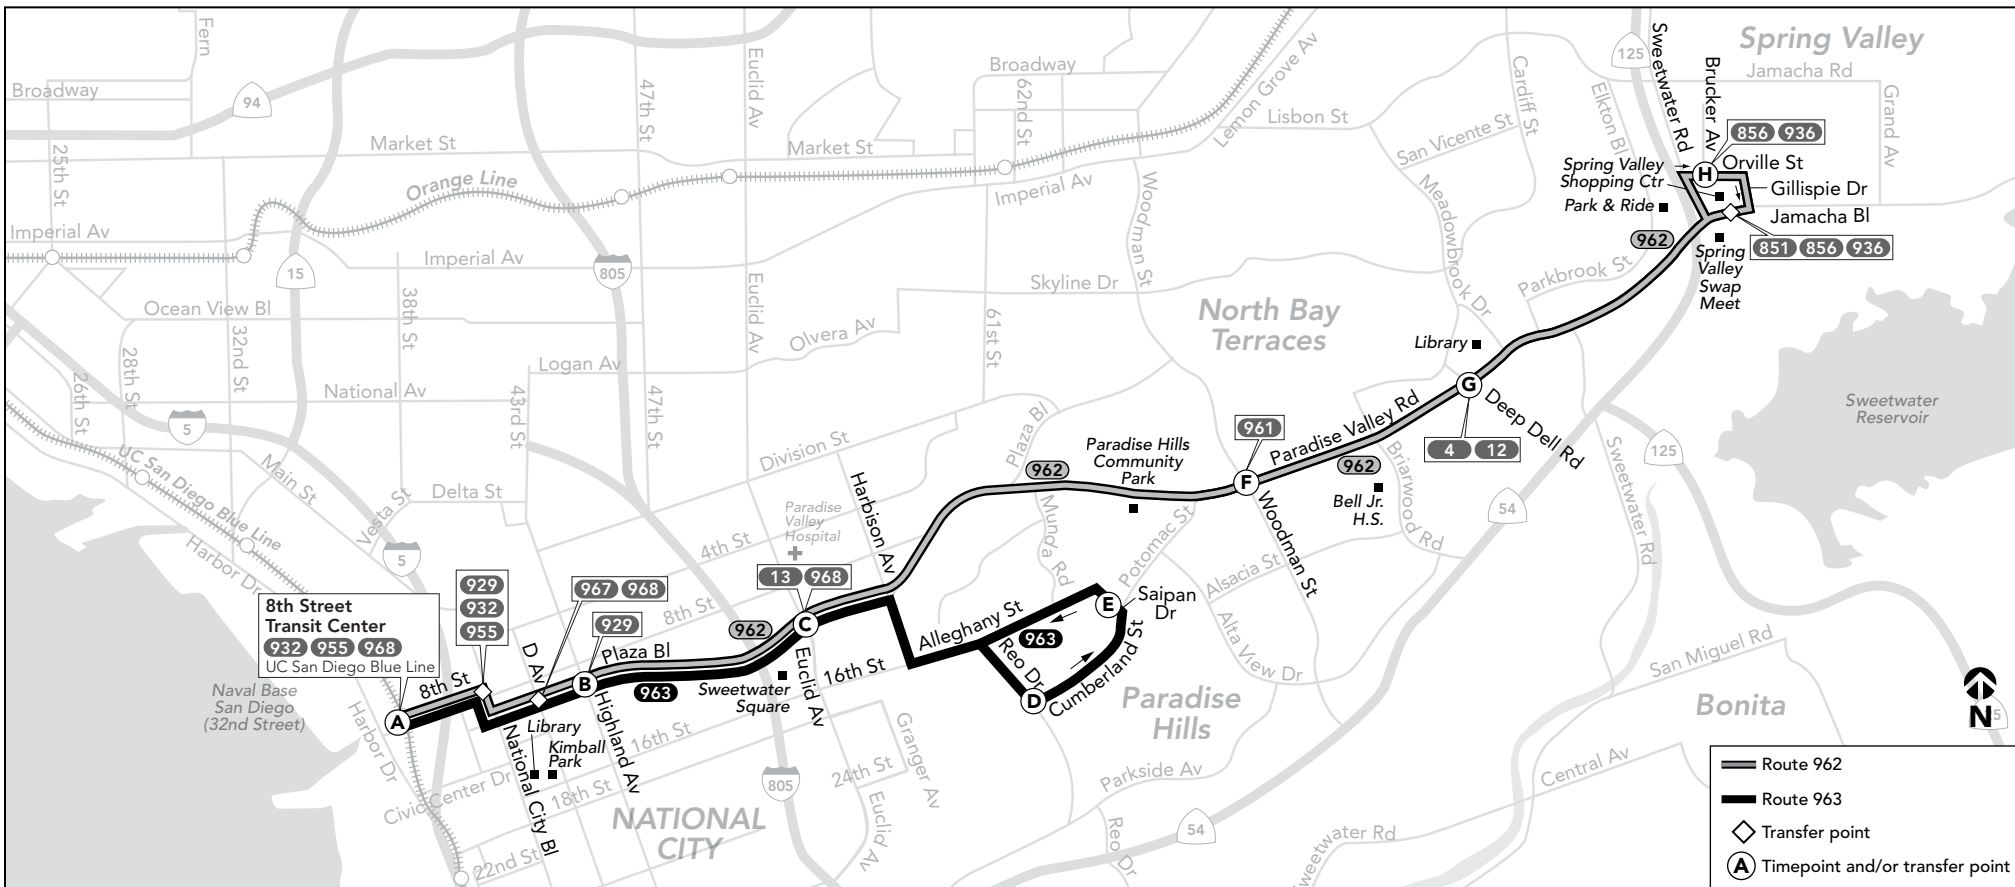 Fern
Broadway
94
25th St
Imperial Av
Market St
Orange Line
15
Imperial Av
Ocean View Bl
32nd St
28th St
26th St
38th St
National Av
Logan Av
43rd St
47th St
47th St
805
Euclid Av
Euclid Av
Market St
Broadway
62nd St
Lemon Grove Av
Imperial Av
Woodman St
Skyline Dr
Olvera Av
61st St
Lisbon St
San Vicente St
Cardiff St
Meadowbrook Dr
Elkton Bl
Parkbrook St
125
Sweetwater Rd
Brucker Av
Spring Valley
Jamacha Rd
Grand Av
856 936
Orville St
H
Gillispie Dr
Jamacha Bl
Spring Valley
Shopping Ctr
Park & Ride
962
851 856 936
Spring
Valley
Swap
Meet
North Bay
Terraces
Library
G
Deep Dell Rd
4 12
Sweetwater
Reservoir
125
Sweetwater Rd
54
Paradise Valley Rd
962
Bell Jr.
H.S.
Briarwood Rd
961
F
Woodman St
Paradise Hills
Community
Park
962
Plaza Bl
Munda Rd
Potomac St
Alsacia St
Alta View Dr
Division St
Harbison Av
Paradise
Valley
Hospital
13 968
C
4th St
8th St
5
UC San Diego Blue Line
Main St
Vesta St
Delta St
5
Harbor Dr
8th Street
Transit Center
932 955 968
UC San Diego Blue Line
A
8th St
929
932
955
967 968
D Av
929
B
Plaza Bl
962
963
Highland Av
Library
Kimball
Park
National City Bl
Naval Base
San Diego
(32nd Street)
Harbor Dr
Civic Center Dr
16th St
18th St
22nd St
NATIONAL
CITY
Sweetwater
Square
Euclid Av
16th St
805
24th St
Granger Av
Euclid Av
Alleghany St
963
Reo Dr
D
Cumberland St
E
Saipan
Dr
Paradise
Hills
Parkside Av
Reo Dr
54
Sweetwater Rd
San Miguel Rd
Bonita
Central Av
N
Route 962
Route 963
Transfer point
A Timepoint and/or transfer point